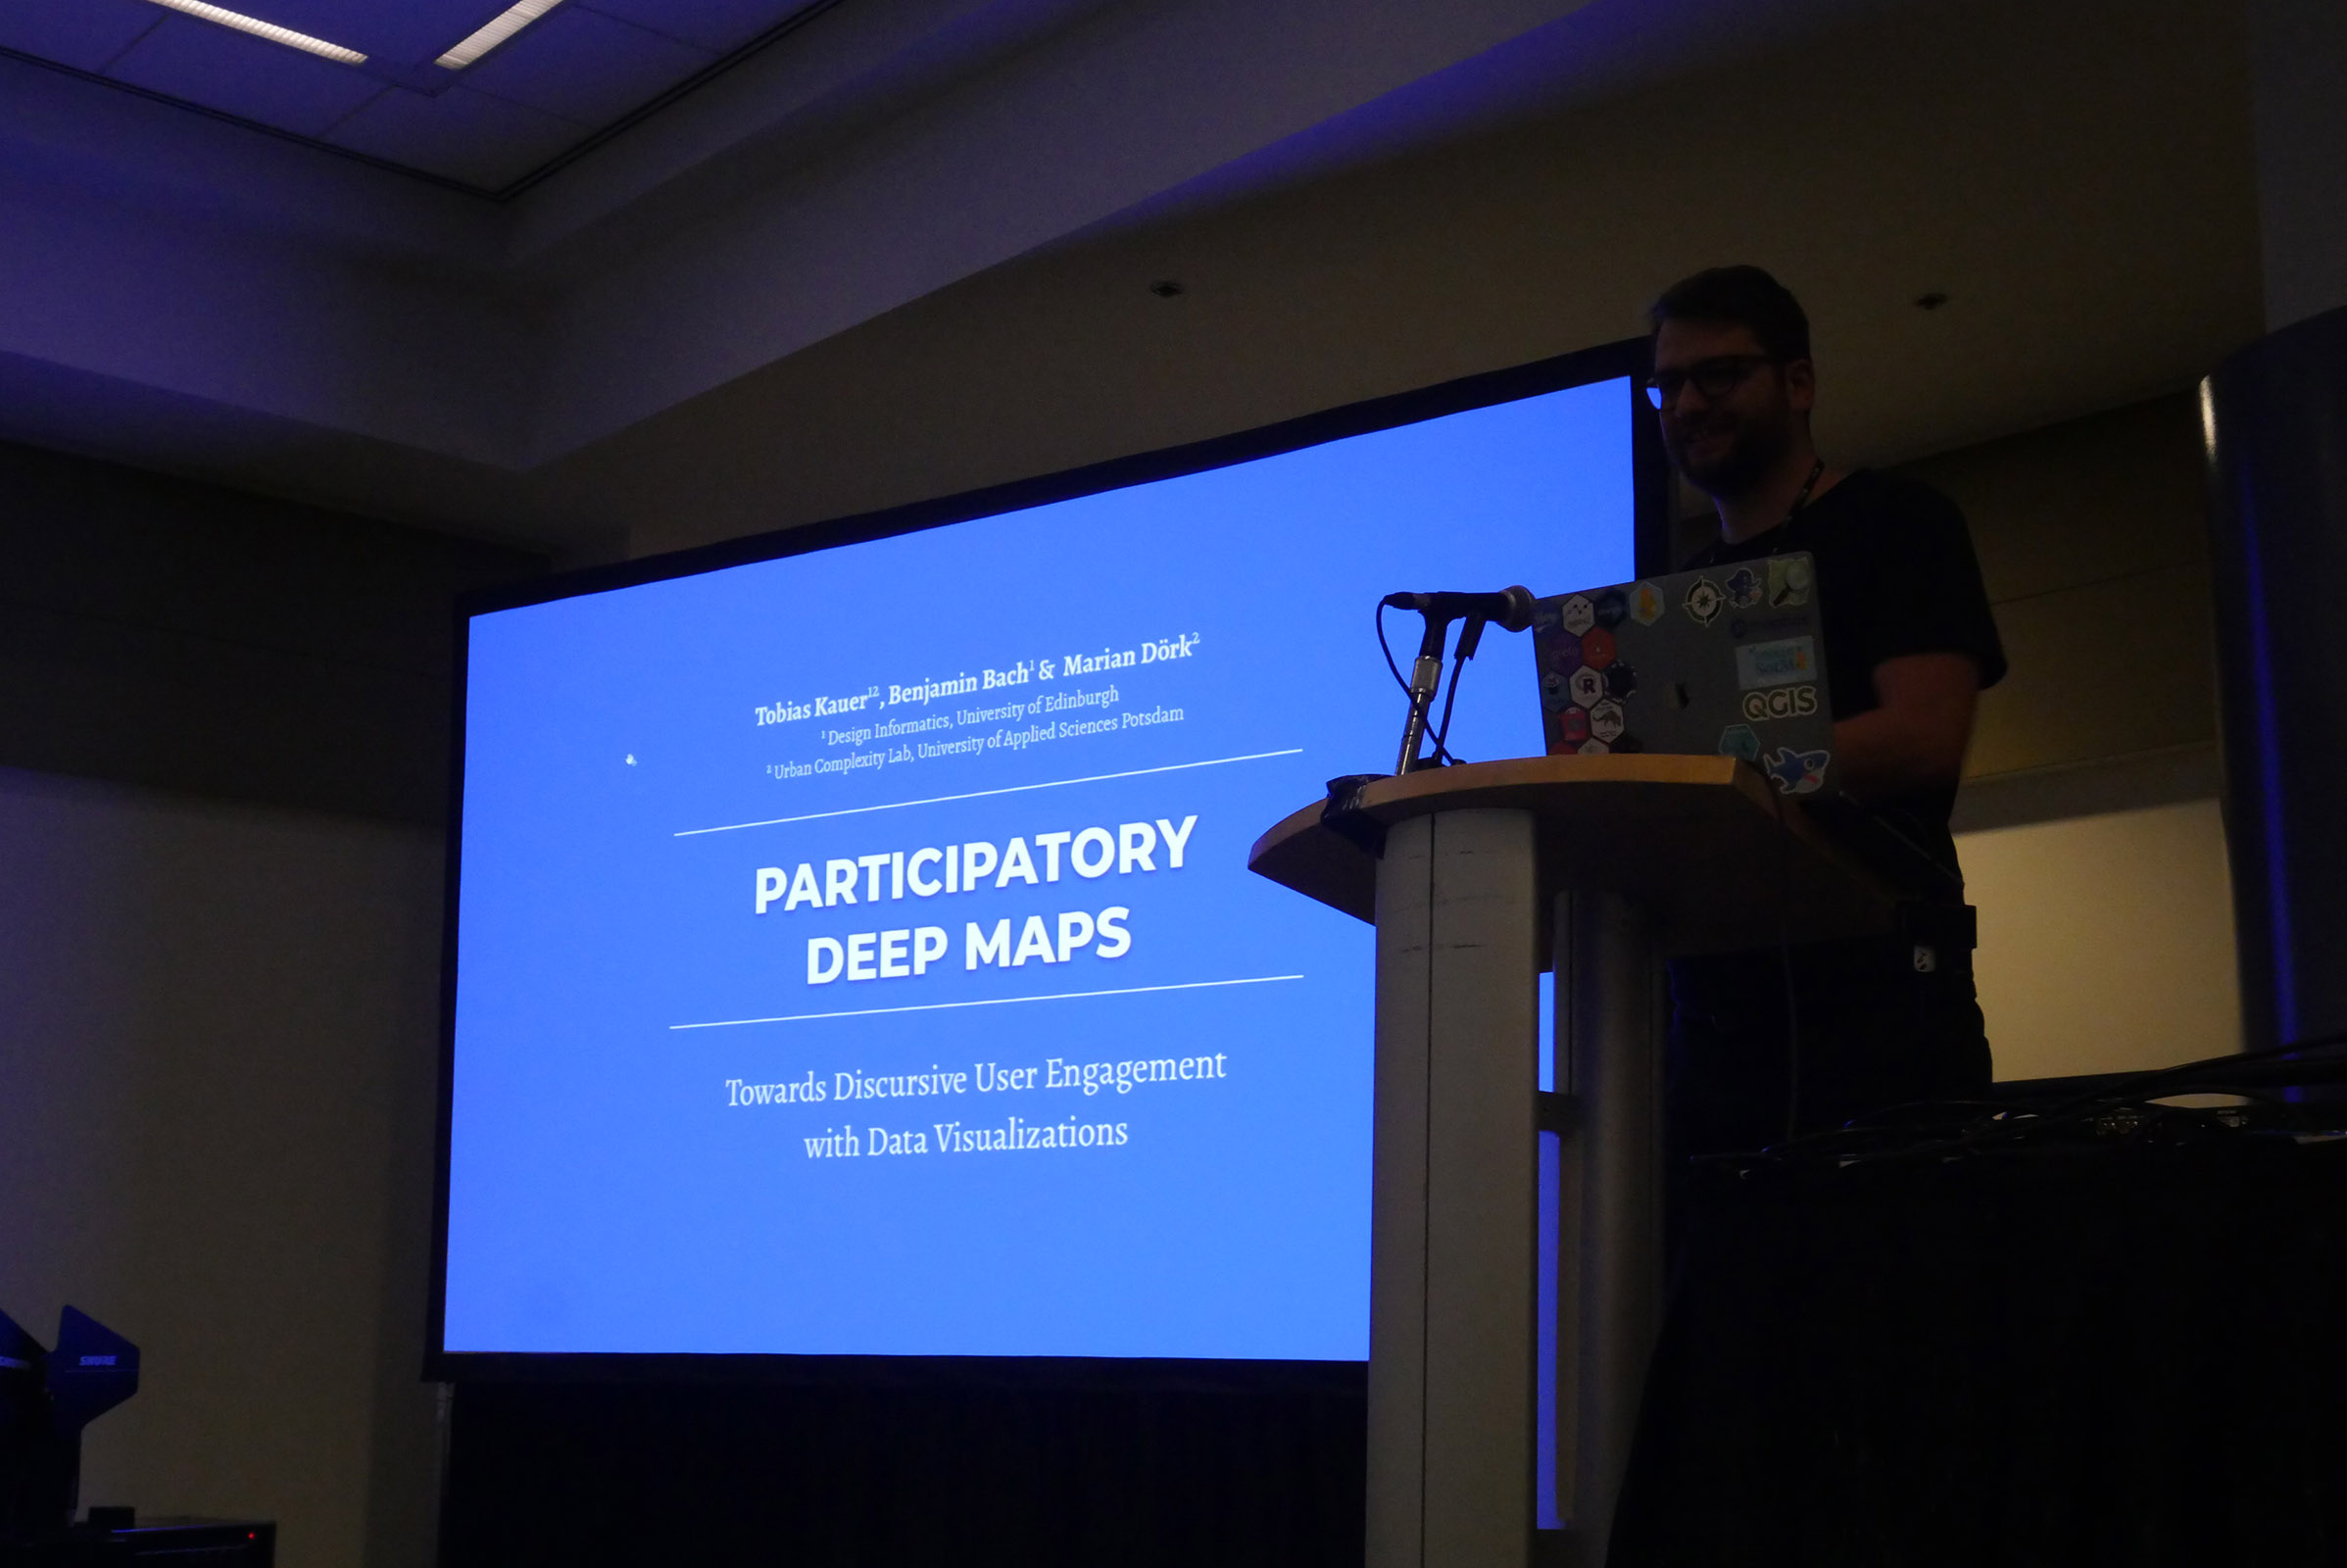 Tobias Kauer¹², Benjamin Bach¹ & Marian Dörk²
¹ Design Informatics, University of Edinburgh
² Urban Complexity Lab, University of Applied Sciences Potsdam
PARTICIPATORY
DEEP MAPS
Towards Discursive User Engagement
with Data Visualizations
R
QGIS
SHURE